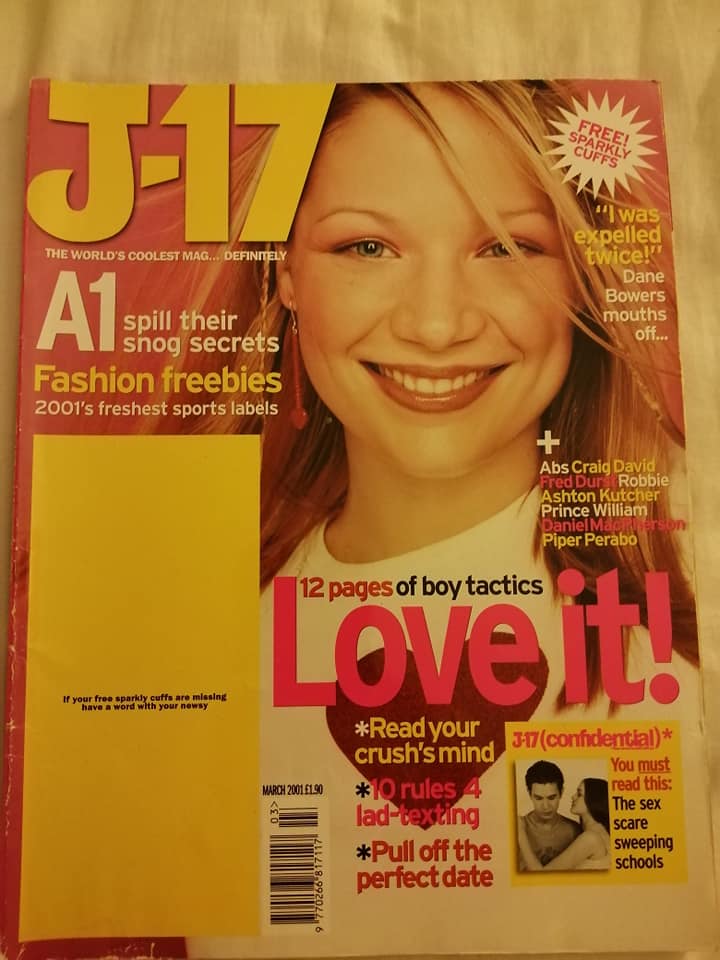 J-17
THE WORLD'S COOLEST MAG... DEFINITELY
FREE!
SPARKLY
CUFFS
"I was
expelled
twice!"
Dane
Bowers
mouths
off...
A1 spill their
snog secrets
Fashion freebies
2001's freshest sports labels
+
Abs Craig David
Fred Durst Robbie
Ashton Kutcher
Prince William
Daniel MacPherson
Piper Perabo
12 pages of boy tactics
Love it!
If your free sparkly cuffs are missing
have a word with your newsy
*Read your
crush's mind
*10 rules 4
lad-texting
*Pull off the
perfect date
J-17 (confidential)*
You must
read this:
The sex
scare
sweeping
schools
MARCH 2001 £1.90
03>
9 770266 817117